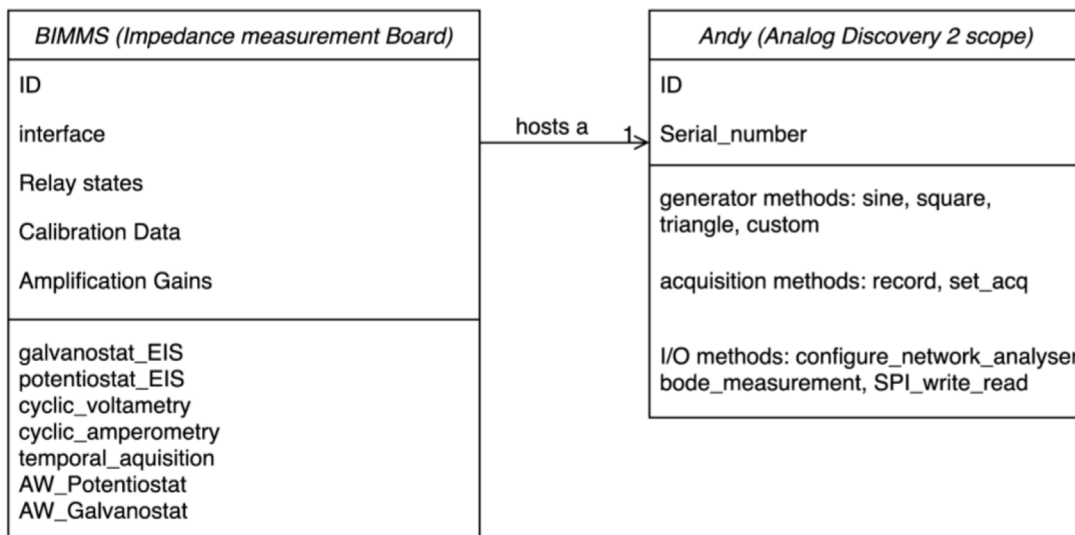 BIMMS (Impedance measurement Board)
ID
interface
Relay states
Calibration Data
Amplification Gains
galvanostat_EIS
potentiostat_EIS
cyclic_voltametry
cyclic_amperometry
temporal_aquisition
AW_Potentiostat
AW_Galvanostat
hosts a
1
Andy (Analog Discovery 2 scope)
ID
Serial_number
generator methods: sine, square,
triangle, custom
acquisition methods: record, set_acq
I/O methods: configure_network_analyser
bode_measurement, SPI_write_read